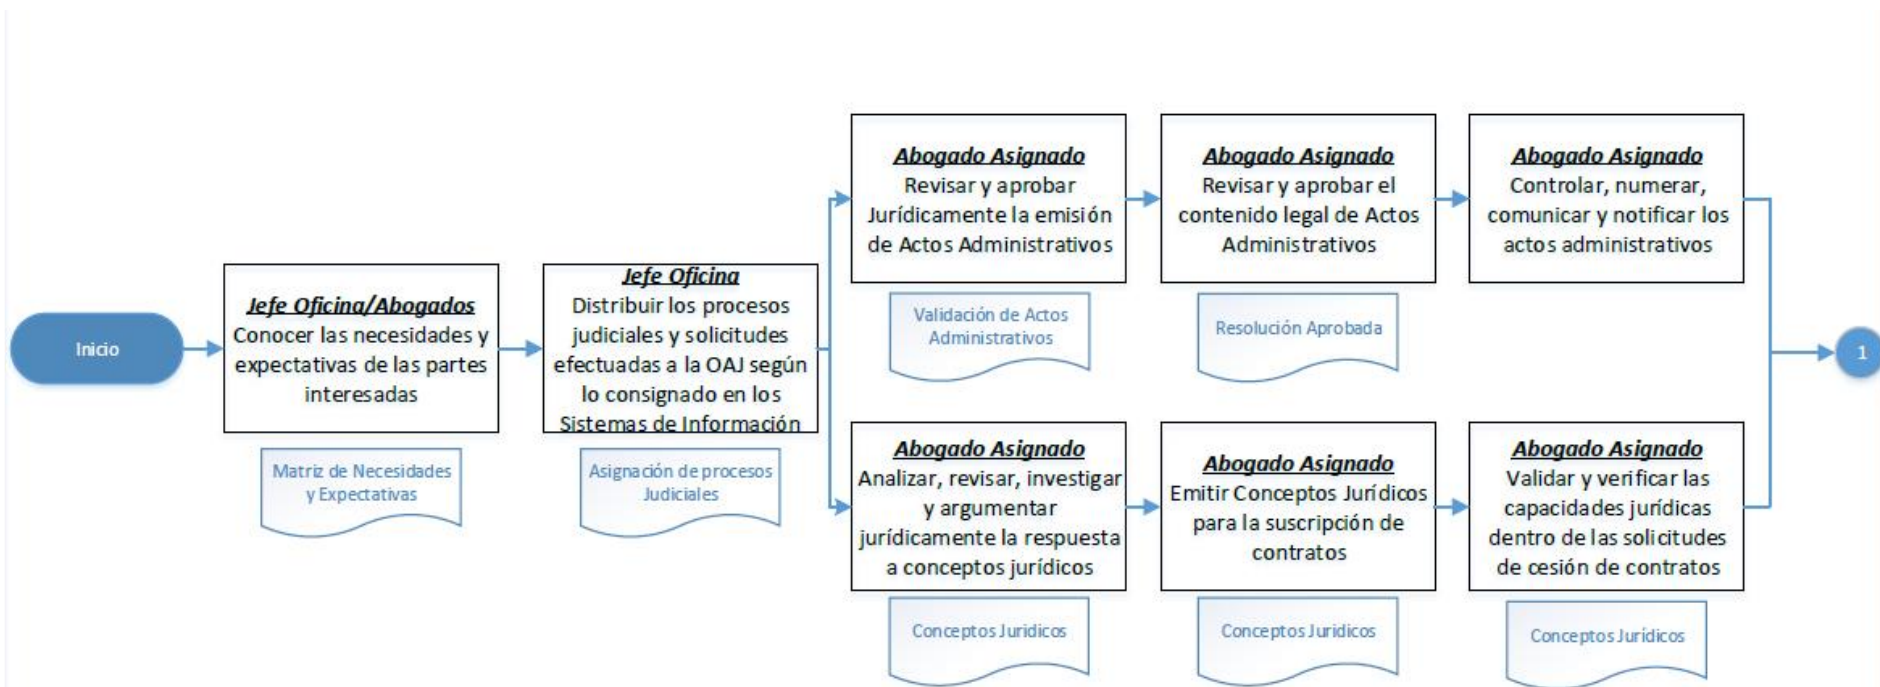 Inicio
Jefe Oficina/Abogados
Conocer las necesidades y
expectativas de las partes
interesadas
Matriz de Necesidades
y Expectativas
Jefe Oficina
Distribuir los procesos
judiciales y solicitudes
efectuadas a la OAJ según
lo consignado en los
Sistemas de Información
Asignación de procesos
Judiciales
Abogado Asignado
Revisar y aprobar
Jurídicamente la emisión
de Actos Administrativos
Validación de Actos
Administrativos
Abogado Asignado
Revisar y aprobar el
contenido legal de Actos
Administrativos
Resolución Aprobada
Abogado Asignado
Controlar, numerar,
comunicar y notificar los
actos administrativos
Abogado Asignado
Analizar, revisar, investigar
y argumentar
jurídicamente la respuesta
a conceptos jurídicos
Conceptos Juridicos
Abogado Asignado
Emitir Conceptos Jurídicos
para la suscripción de
contratos
Conceptos Juridicos
Abogado Asignado
Validar y verificar las
capacidades jurídicas
dentro de las solicitudes
de cesión de contratos
Conceptos Jurídicos
1